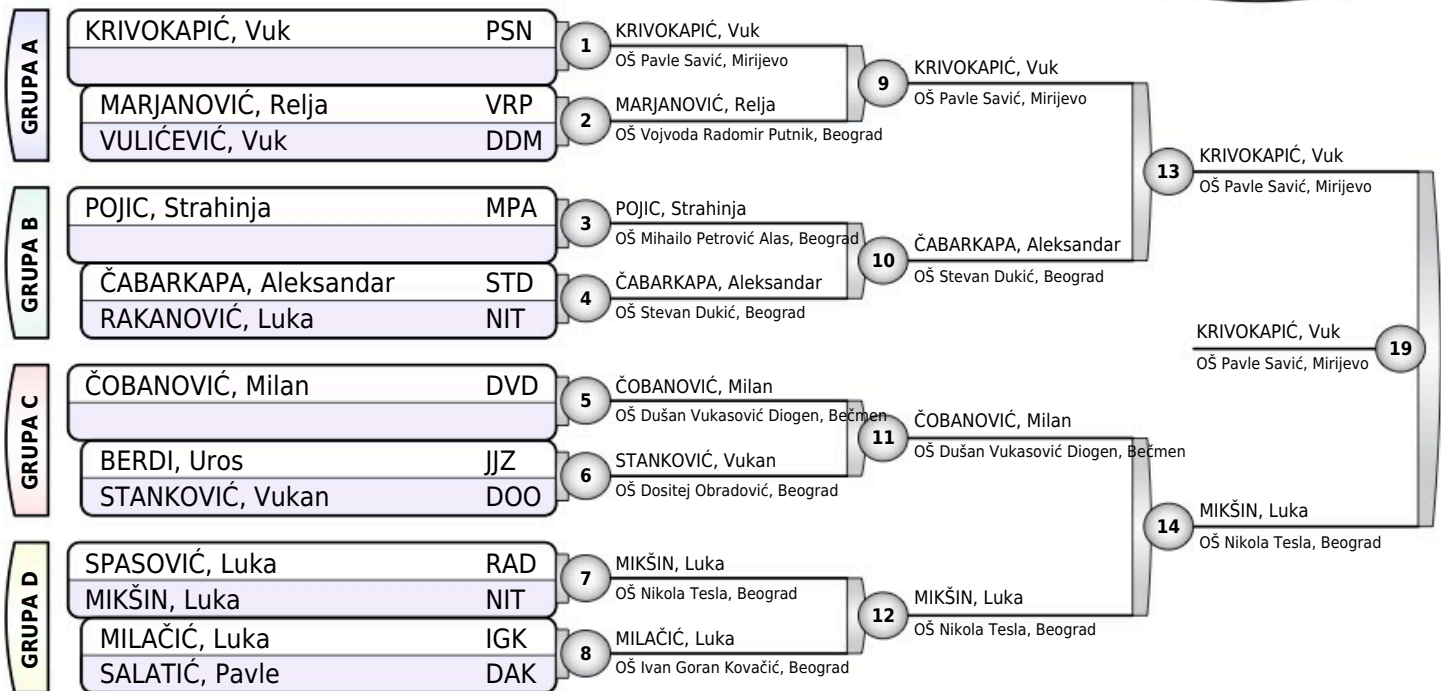 GRUPA A
KRIVOKAPIĆ, Vuk PSN
MARJANOVIĆ, Relja VRP
VULIĆEVIĆ, Vuk DDM
GRUPA B
POJIC, Strahinja MPA
ČABARKAPA, Aleksandar STD
RAKANOVIĆ, Luka NIT
GRUPA C
ČOBANOVIĆ, Milan DVD
BERDI, Uros JJZ
STANKOVIĆ, Vukan DOO
GRUPA D
SPASOVIĆ, Luka RAD
MIKŠIN, Luka NIT
MILAČIĆ, Luka IGK
SALATIĆ, Pavle DAK
1
KRIVOKAPIĆ, Vuk
OŠ Pavle Savić, Mirijevo
2
MARJANOVIĆ, Relja
OŠ Vojvoda Radomir Putnik, Beograd
3
POJIC, Strahinja
OŠ Mihailo Petrović Alas, Beograd
4
ČABARKAPA, Aleksandar
OŠ Stevan Dukić, Beograd
5
ČOBANOVIĆ, Milan
OŠ Dušan Vukasović Diogen, Bečmen
6
STANKOVIĆ, Vukan
OŠ Dositej Obradović, Beograd
7
MIKŠIN, Luka
OŠ Nikola Tesla, Beograd
8
MILAČIĆ, Luka
OŠ Ivan Goran Kovačić, Beograd
9
KRIVOKAPIĆ, Vuk
OŠ Pavle Savić, Mirijevo
10
ČABARKAPA, Aleksandar
OŠ Stevan Dukić, Beograd
11
ČOBANOVIĆ, Milan
OŠ Dušan Vukasović Diogen, Bečmen
12
MIKŠIN, Luka
OŠ Nikola Tesla, Beograd
13
KRIVOKAPIĆ, Vuk
OŠ Pavle Savić, Mirijevo
14
MIKŠIN, Luka
OŠ Nikola Tesla, Beograd
KRIVOKAPIĆ, Vuk
OŠ Pavle Savić, Mirijevo
19